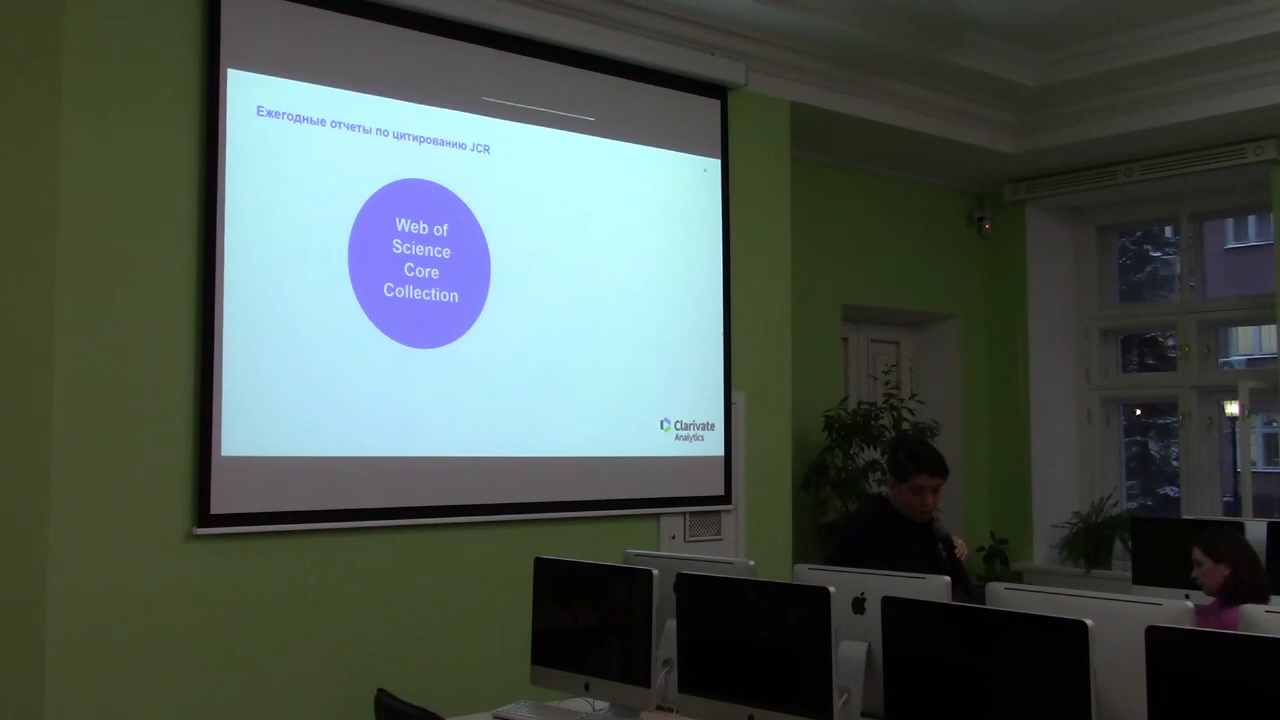 Ежегодные отчеты по цитированию JCR
Web of
Science
Core
Collection
Clarivate
Analytics